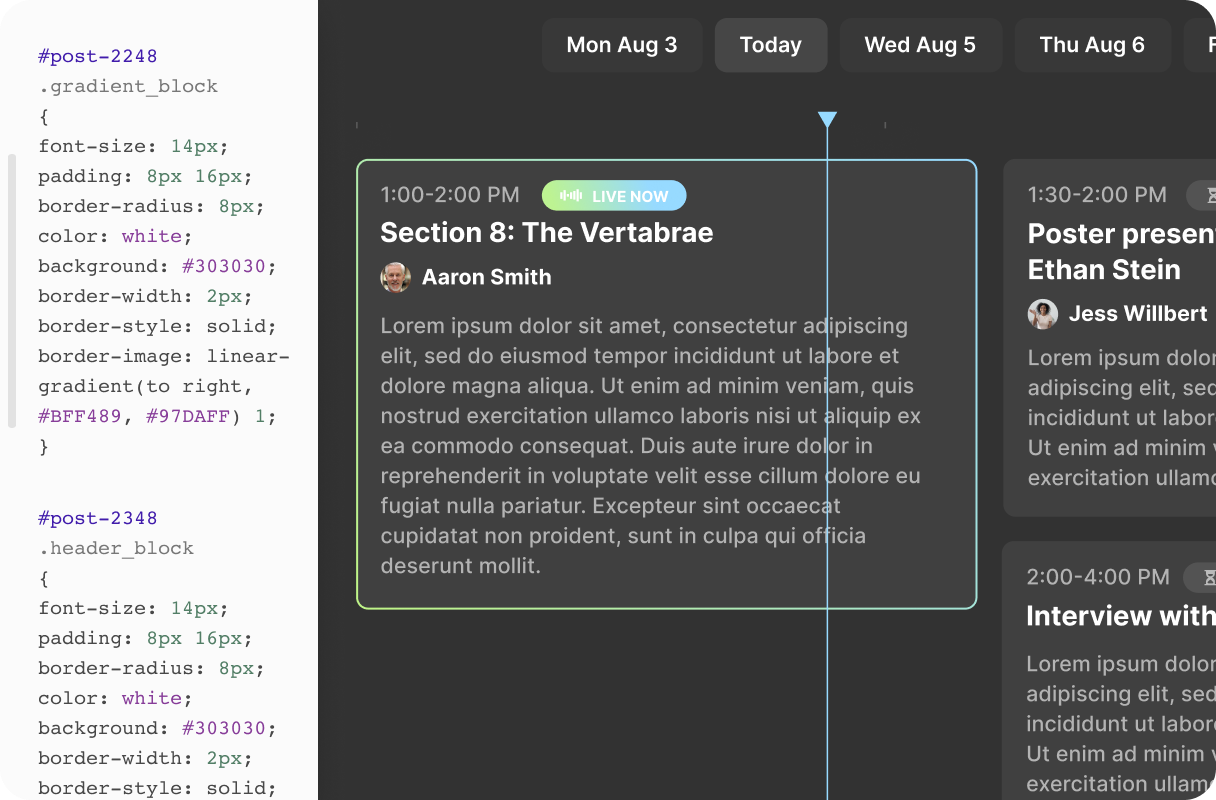 #post-2248
.gradient_block
{
font-size: 14px;
padding: 8px 16px;
border-radius: 8px;
color: white;
background: #303030;
border-width: 2px;
border-style: solid;
border-image: linear-
gradient(to right,
#BFF489, #97DAFF) 1;
}
#post-2348
.header_block
{
font-size: 14px;
padding: 8px 16px;
border-radius: 8px;
color: white;
background: #303030;
border-width: 2px;
border-style: solid;
Mon Aug 3
Today
Wed Aug 5
Thu Aug 6
F
1:00-2:00 PM
LIVE NOW
Section 8: The Vertabrae
Aaron Smith
Lorem ipsum dolor sit amet, consectetur adipiscing
elit, sed do eiusmod tempor incididunt ut labore et
dolore magna aliqua. Ut enim ad minim veniam, quis
nostrud exercitation ullamco laboris nisi ut aliquip ex
ea commodo consequat. Duis aute irure dolor in
reprehenderit in voluptate velit esse cillum dolore eu
fugiat nulla pariatur. Excepteur sint occaecat
cupidatat non proident, sunt in culpa qui officia
deserunt mollit.
1:30-2:00 PM
Poster presen
Ethan Stein
Jess Willbert
Lorem ipsum dolor
adipiscing elit, sed
incididunt ut labor
Ut enim ad minim v
exercitation ullamc
2:00-4:00 PM
Interview with
Lorem ipsum dolor
adipiscing elit, sed
incididunt ut labor
Ut enim ad minim v
exercitation ullamc